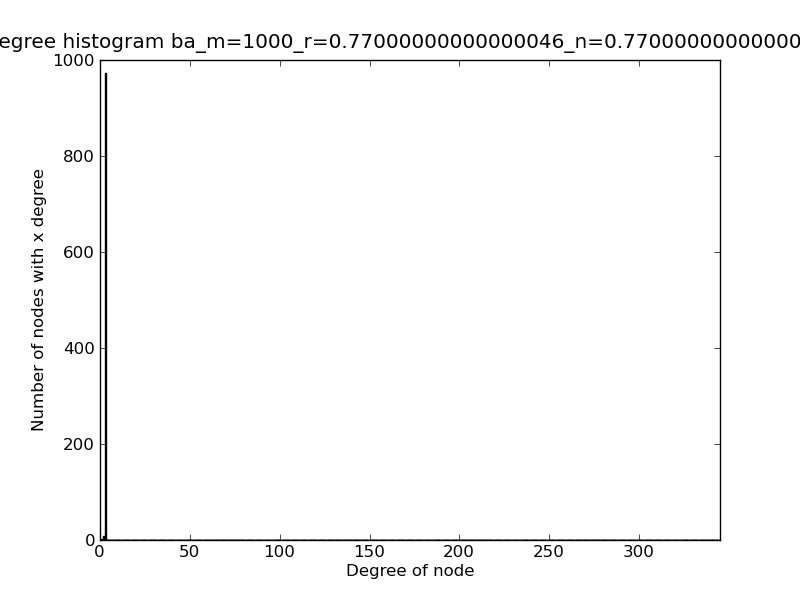 egree histogram ba_m=1000_r=0.77000000000000046_n=0.77000000000000
1000
800
600
400
200
0
0 50 100 150 200 250 300
Number of nodes with x degree
Degree of node